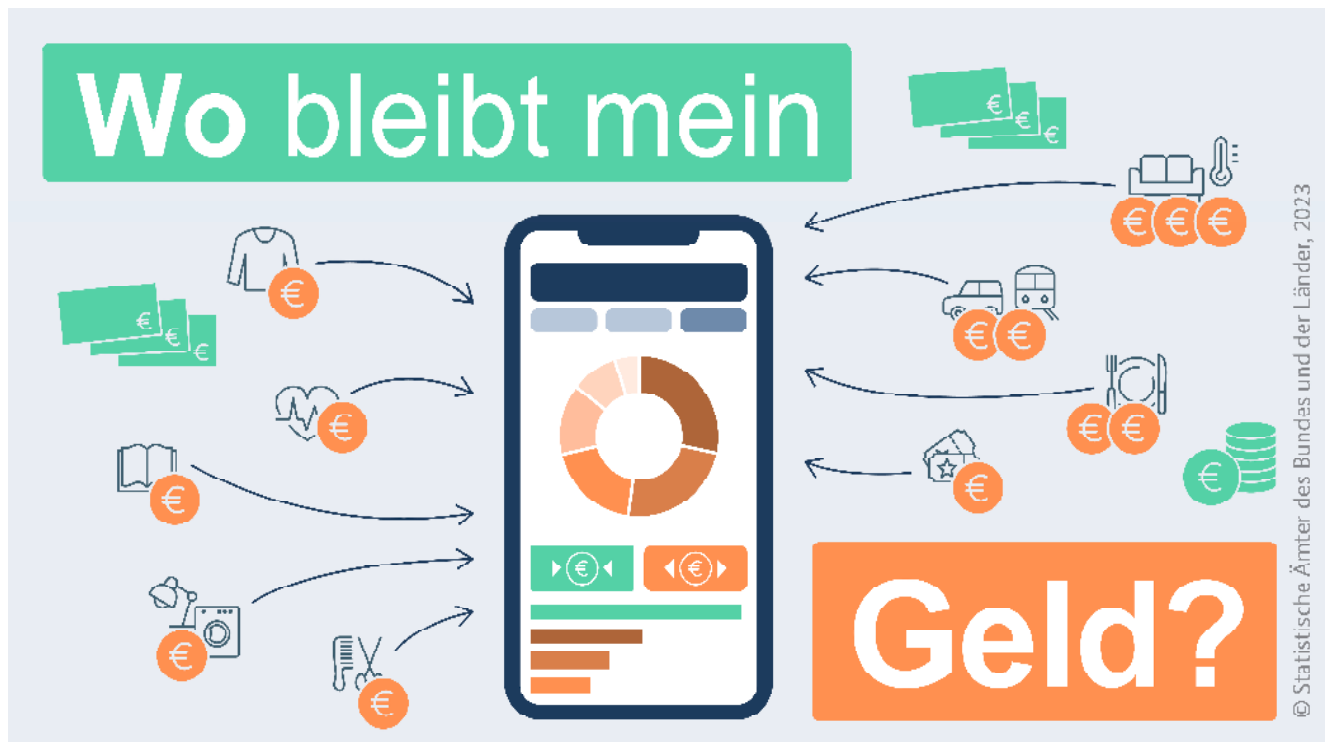 Wo bleibt mein
Geld?
© Statistische Ämter des Bundes und der Länder, 2023